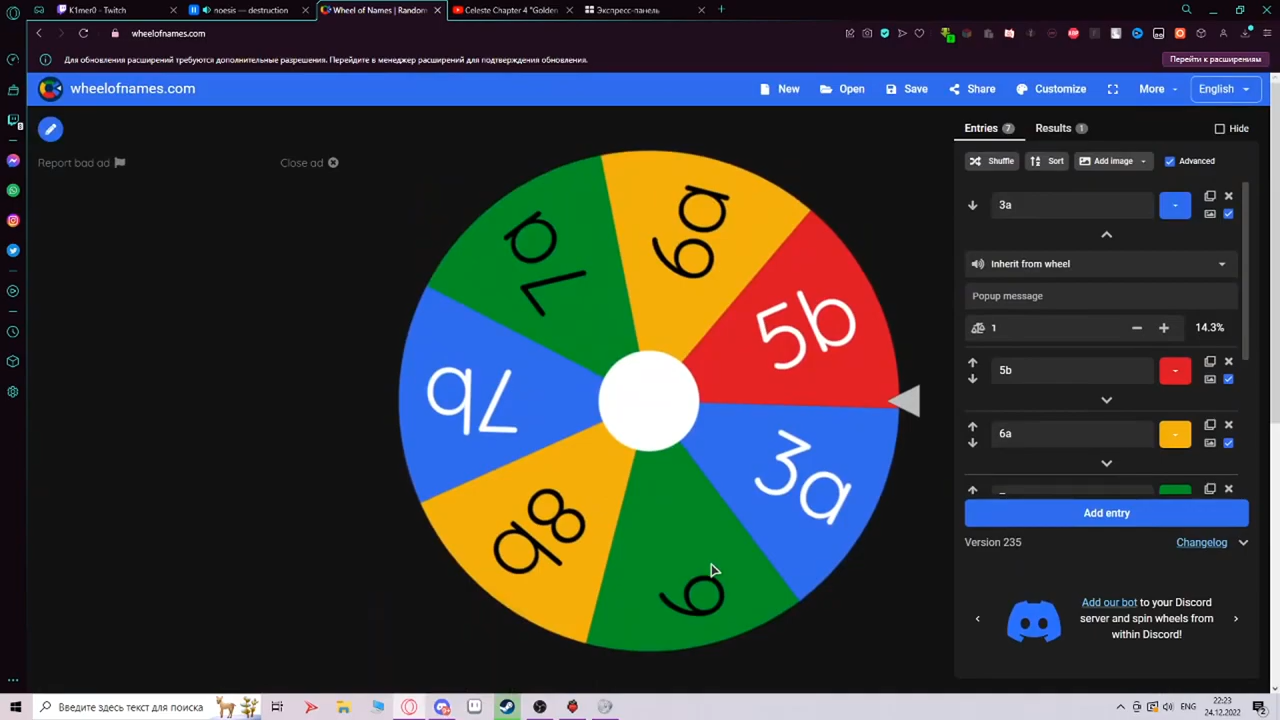 K1mer0 - Twitch
noesis — destruction
Wheel of Names | Random
Celeste Chapter 4 "Golden
Экспресс-панель
wheelofnames.com
Для обновления расширений требуются дополнительные разрешения. Перейдите в менеджер расширений для подтверждения обновления.
Перейти к расширениям
wheelofnames.com
New
Open
Save
Share
Customize
More
English
Report bad ad
Close ad
6a
5b
3a
9
8b
7b
7a
Entries 7
Results 1
Hide
Shuffle
Sort
Add image
Advanced
3a
Inherit from wheel
Popup message
1
14.3%
5b
6a
Add entry
Version 235
Changelog
Add our bot to your Discord
server and spin wheels from
within Discord!
Введите здесь текст для поиска
ENG
22:23
24.12.2022
2